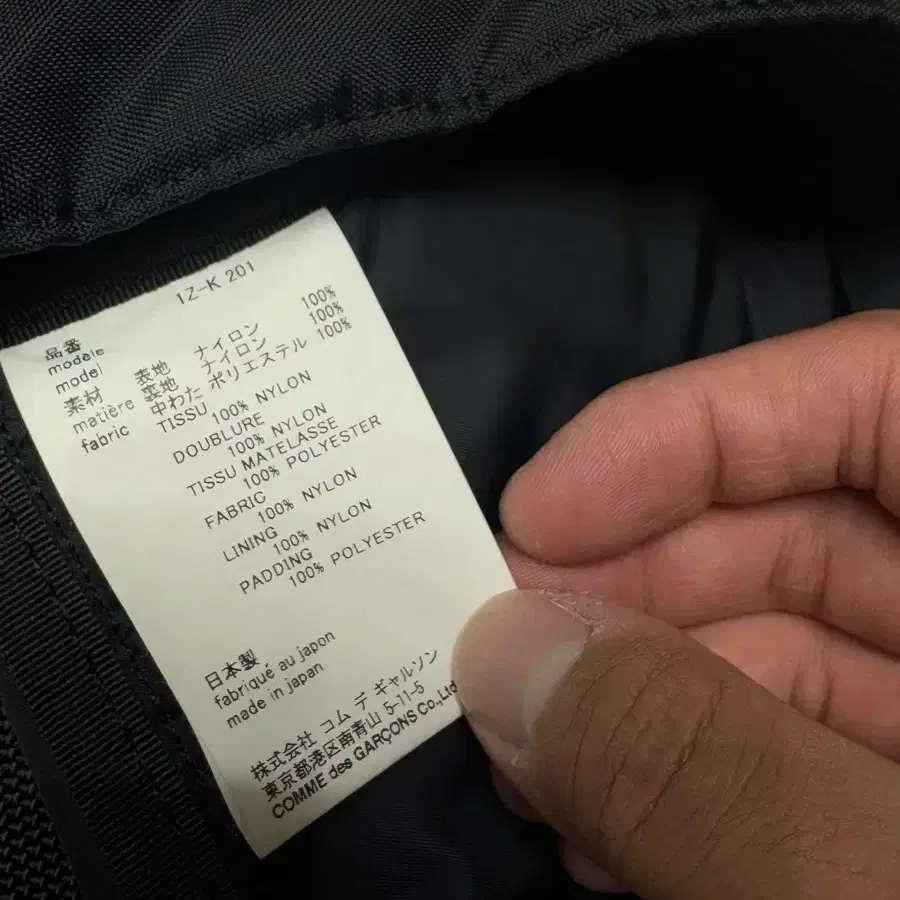 品番 1Z-K 201
modèle
model
素材 表地 ナイロン 100%
matière 裏地 ナイロン 100%
fabric 中わた ポリエステル 100%
TISSU
100% NYLON
DOUBLURE
100% NYLON
TISSU MATELASSE
100% POLYESTER
FABRIC
100% NYLON
LINING
100% NYLON
PADDING
100% POLYESTER
日本製
fabriqué au japon
made in japan
株式会社 コム デ ギャルソン
東京都港区南青山 5-11-5
COMME des GARÇONS Co.,Ltd